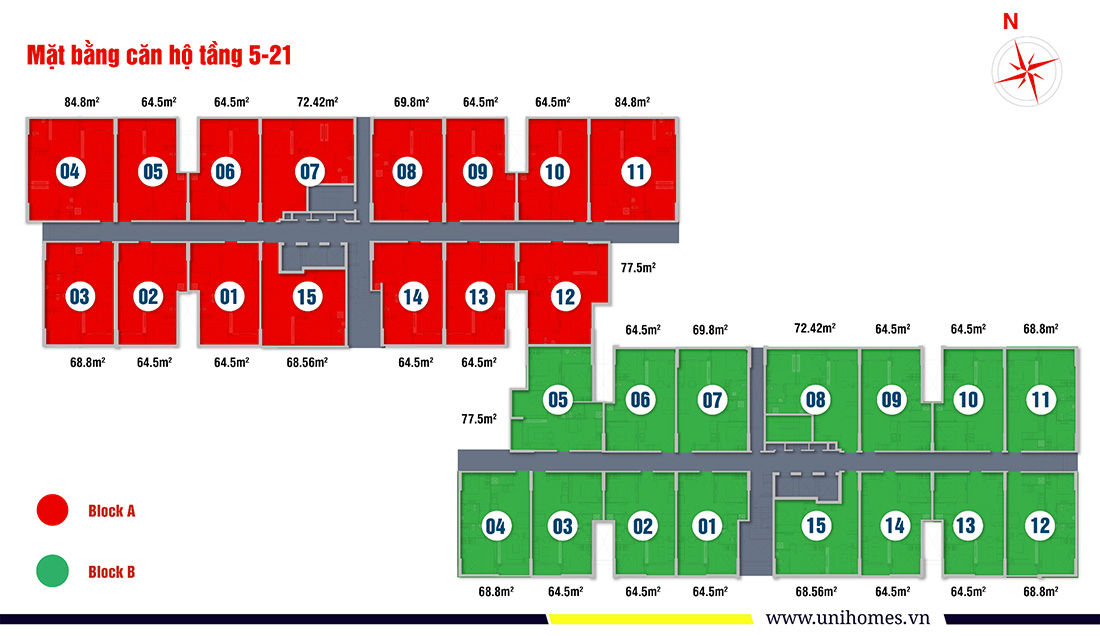 N
Mặt bằng căn hộ tầng 5-21
84.8m² 64.5m² 64.5m² 72.42m² 69.8m² 64.5m² 64.5m² 84.8m²
04 05 06 07 08 09 10 11
77.5m²
03 02 01 15 14 13 12
68.8m² 64.5m² 64.5m² 68.56m² 64.5m² 64.5m²
64.5m² 69.8m² 72.42m² 64.5m² 64.5m² 68.8m²
05 06 07 08 09 10 11
77.5m²
04 03 02 01 15 14 13 12
68.8m² 64.5m² 64.5m² 64.5m² 68.56m² 64.5m² 64.5m² 68.8m²
Block A
Block B
www.unihomes.vn